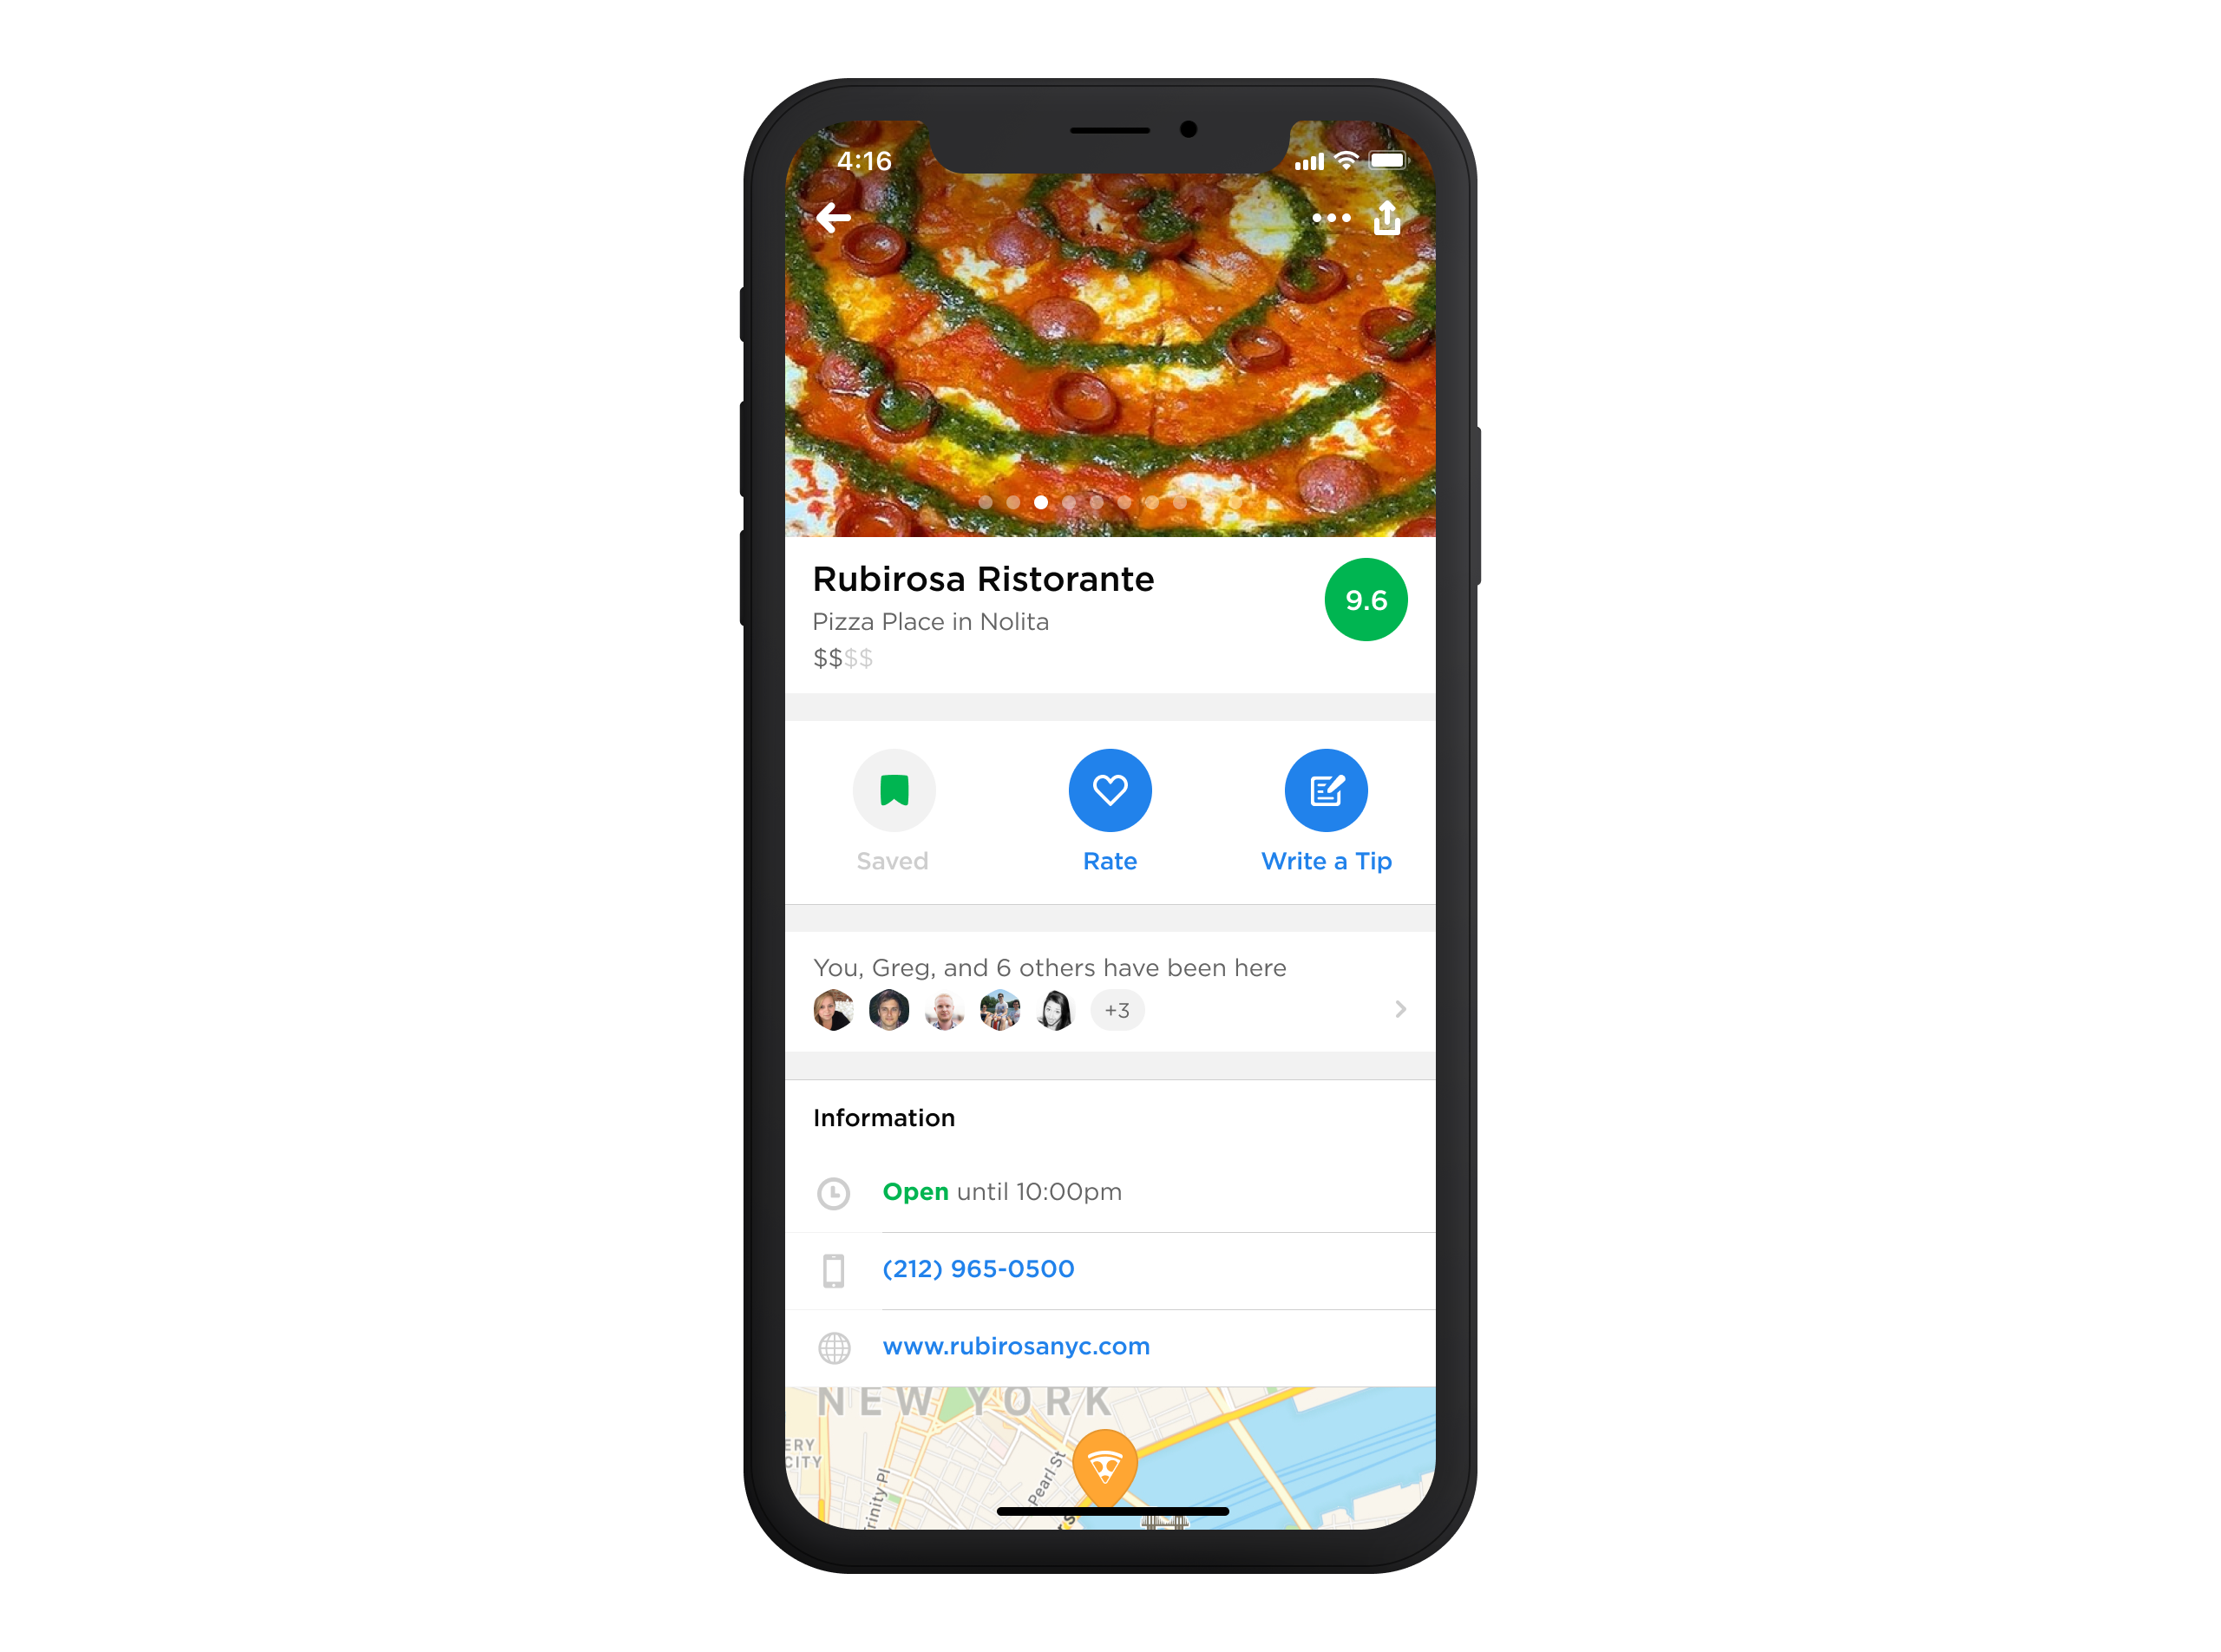 4:16
Rubirosa Ristorante
9.6
Pizza Place in Nolita
$$$$
Saved
Rate
Write a Tip
You, Greg, and 6 others have been here
+3
Information
Open until 10:00pm
(212) 965-0500
www.rubirosanyc.com
NEW YORK
ERY
CITY
Pearl St
rinity Pl
rs